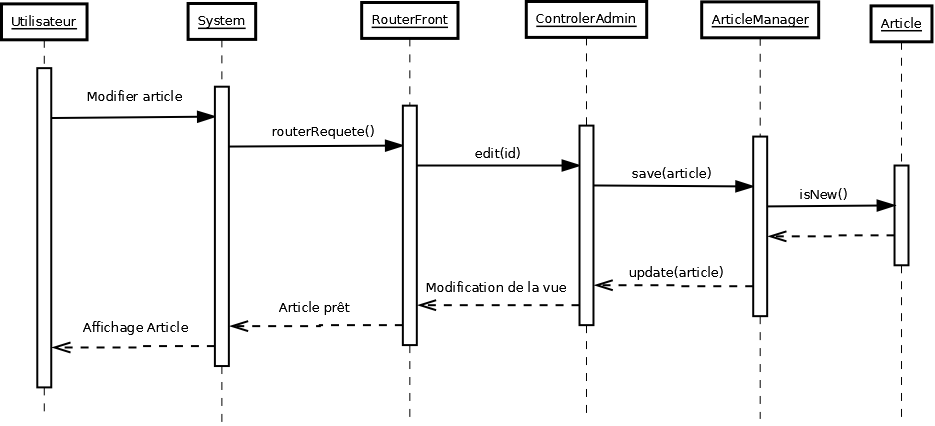 Utilisateur
System
RouterFront
ControlerAdmin
ArticleManager
Article
Modifier article
routerRequete()
edit(id)
save(article)
isNew()
update(article)
Modification de la vue
Article prêt
Affichage Article